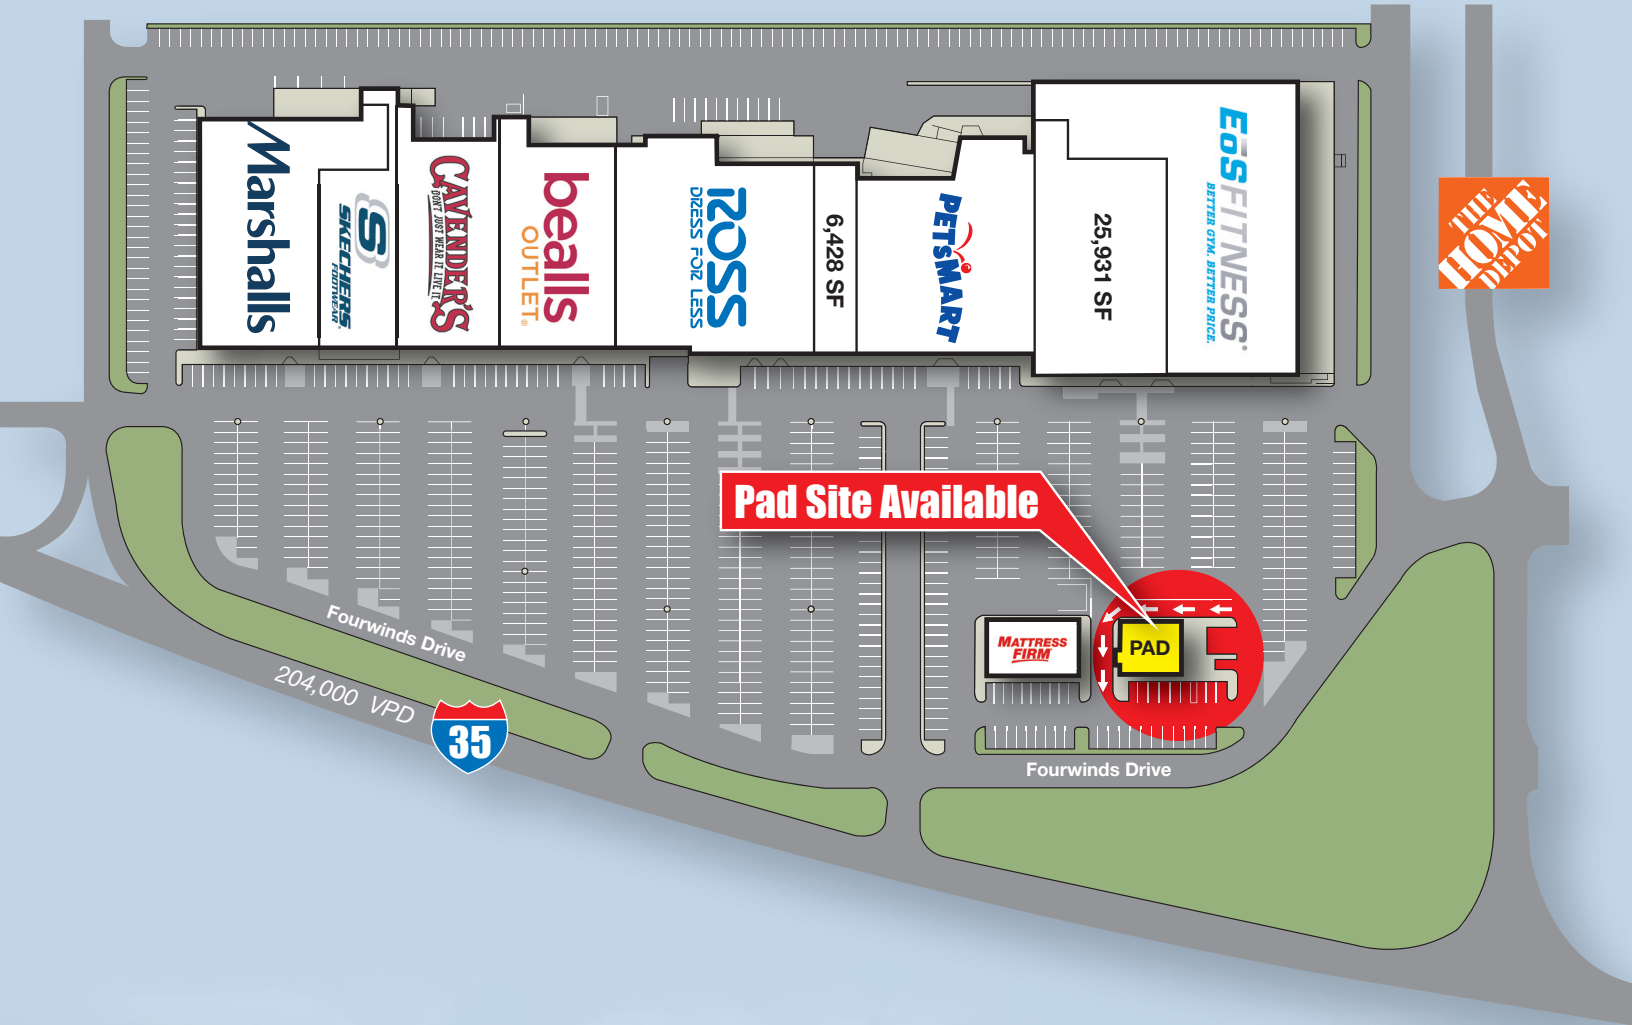 Marshalls
S
SKECHERS
FOOTWEAR
CAVENDER'S
DON'T JUST WEAR IT, LIVE IT.
bealls
OUTLET®
ROSS
DRESS FOR LESS
6,428 SF
PETSMART
25,931 SF
EoS FITNESS®
BETTER GYM. BETTER PRICE.
THE
HOME
DEPOT
Pad Site Available
MATTRESS
FIRM
PAD
Fourwinds Drive
204,000 VPD
35
Fourwinds Drive